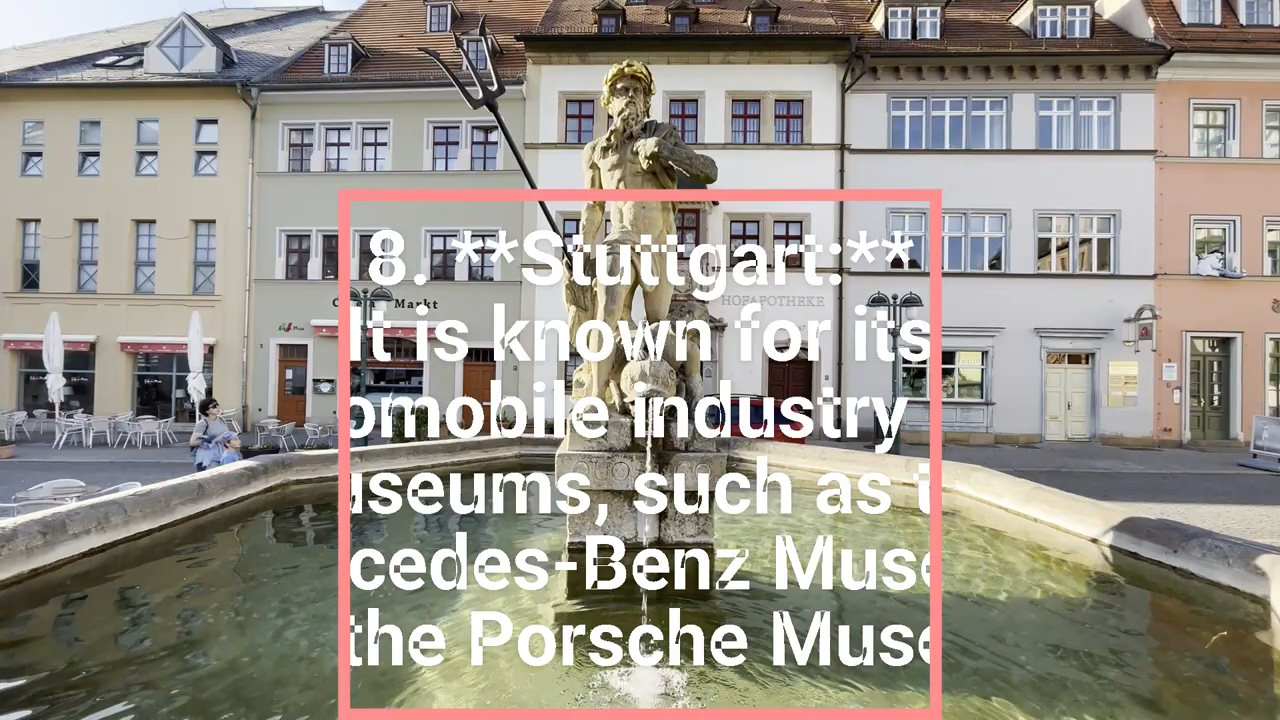 8. **Stuttgart:**
HOFAPOTHEKE
Markt
It is known for its
omobile industry
useums, such as t
cedes-Benz Muse
the Porsche Muse